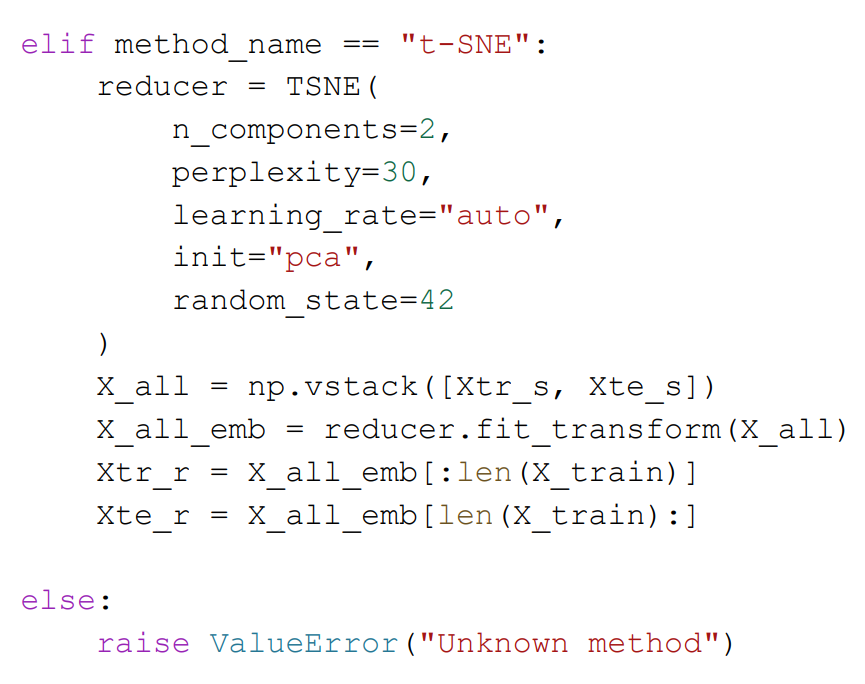 elif method_name == "t-SNE":
    reducer = TSNE(
        n_components=2,
        perplexity=30,
        learning_rate="auto",
        init="pca",
        random_state=42
    )
    X_all = np.vstack([Xtr_s, Xte_s])
    X_all_emb = reducer.fit_transform(X_all)
    Xtr_r = X_all_emb[:len(X_train)]
    Xte_r = X_all_emb[len(X_train):]

else:
    raise ValueError("Unknown method")